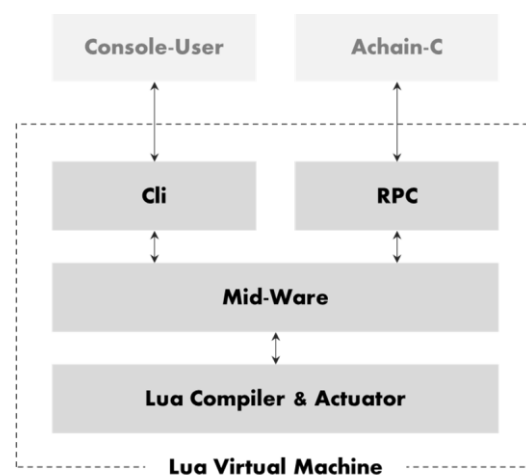 Console-User
Achain-C
Cli
RPC
Mid-Ware
Lua Compiler & Actuator
Lua Virtual Machine